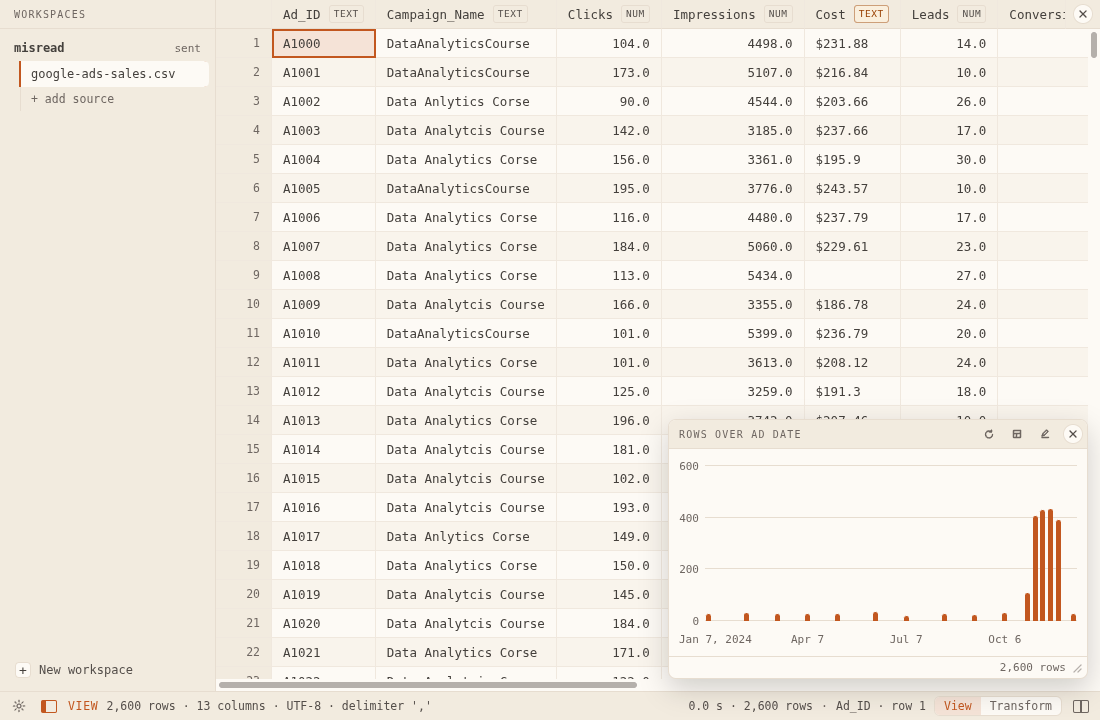 WORKSPACES
misread sent
google-ads-sales.csv
+ add source
+ New workspace
Ad_ID TEXT Campaign_Name TEXT Clicks NUM Impressions NUM Cost TEXT Leads NUM Convers
1 A1000 DataAnalyticsCourse 104.0 4498.0 $231.88 14.0
2 A1001 DataAnalyticsCourse 173.0 5107.0 $216.84 10.0
3 A1002 Data Anlytics Corse 90.0 4544.0 $203.66 26.0
4 A1003 Data Analytcis Course 142.0 3185.0 $237.66 17.0
5 A1004 Data Analytics Corse 156.0 3361.0 $195.9 30.0
6 A1005 DataAnalyticsCourse 195.0 3776.0 $243.57 10.0
7 A1006 Data Analytics Corse 116.0 4480.0 $237.79 17.0
8 A1007 Data Analytics Corse 184.0 5060.0 $229.61 23.0
9 A1008 Data Analytics Corse 113.0 5434.0 27.0
10 A1009 Data Analytcis Course 166.0 3355.0 $186.78 24.0
11 A1010 DataAnalyticsCourse 101.0 5399.0 $236.79 20.0
12 A1011 Data Analytics Corse 101.0 3613.0 $208.12 24.0
13 A1012 Data Analytics Corse 125.0 3259.0 $191.3 18.0
14 A1013 Data Analytics Corse 196.0
15 A1014 Data Analytcis Course 181.0
16 A1015 Data Analytcis Course 102.0
17 A1016 Data Analytcis Course 193.0
18 A1017 Data Anlytics Corse 149.0
19 A1018 Data Analytics Corse 150.0
20 A1019 Data Analytcis Course 145.0
21 A1020 Data Analytcis Course 184.0
22 A1021 Data Analytics Corse 171.0
ROWS OVER AD DATE
600
400
200
0
Jan 7, 2024 Apr 7 Jul 7 Oct 6
2,600 rows
VIEW 2,600 rows · 13 columns · UTF-8 · delimiter ','
0.0 s · 2,600 rows · Ad_ID · row 1 View Transform